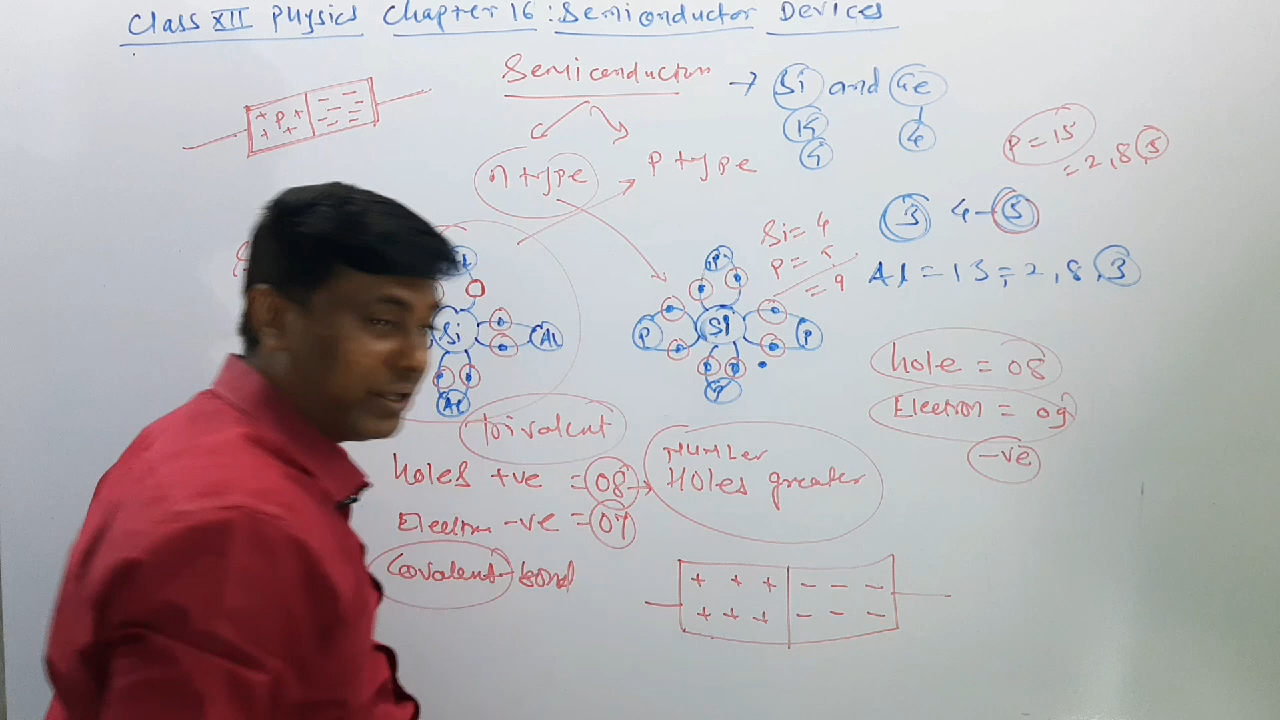 Class XII Physics Chapter 16 : Semiconductor Devices
Semiconductor → Si and Ge
4
+ P +
+ +
- - -
n type
P type
P = 15
= 2, 8, 5
3 4 - 5
Al = 13 = 2, 8, 3
Si = 4
P = 5
= 9
Si
Al
Al
P
P
SI
P
P
hole = 08
Electron = 09
-ve
trivalent
Holes +ve = 08 →
Electron -ve = 07
Number
Holes greater
Covalent bond
+ + + - - -
+ + + - - -